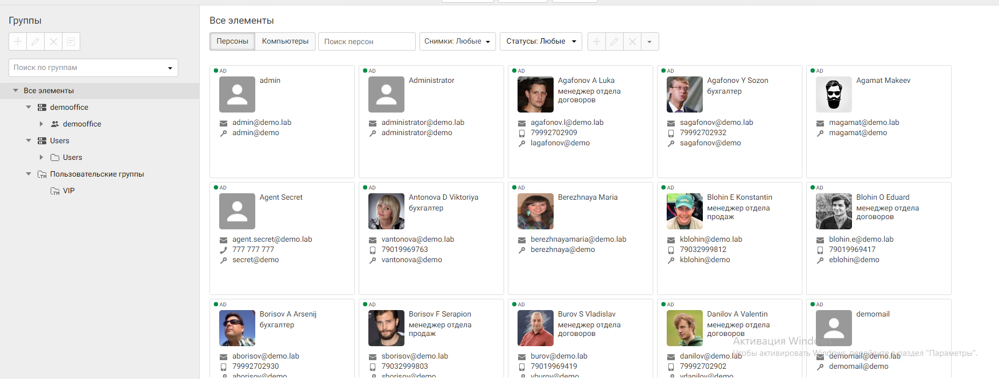 Группы
Поиск по группам
Все элементы
demooffice
demooffice
Users
Users
Пользовательские группы
VIP
Все элементы
Персоны Компьютеры Поиск персон Снимки: Любые Статусы: Любые
AD
admin
admin@demo.lab
admin@demo
AD
Administrator
administrator@demo.lab
administrator@demo
AD
Agafonov A Luka
менеджер отдела
договоров
agafonov.l@demo.lab
79992702909
lagafonov@demo
AD
Agafonov Y Sozon
бухгалтер
sagafonov@demo.lab
79992702932
sagafonov@demo
AD
Agamat Makeev
magamat@demo.lab
magamat@demo
AD
Agent Secret
agent.secret@demo.lab
777 777 777
secret@demo
AD
Antonova D Viktoriya
бухгалтер
vantonova@demo.lab
79019969763
vantonova@demo
AD
Berezhnaya Maria
berezhnayamaria@demo.lab
berezhnaya@demo
AD
Blohin E Konstantin
менеджер отдела
продаж
kblohin@demo.lab
79032999812
kblohin@demo
AD
Blohin O Eduard
менеджер отдела
договоров
blohin.e@demo.lab
79019969417
eblohin@demo
AD
Borisov A Arsenij
бухгалтер
aborisov@demo.lab
79992702930
aborisov@demo
AD
Borisov F Serapion
менеджер отдела
продаж
sborisov@demo.lab
79032999803
sborisov@demo
AD
Burov S Vladislav
менеджер отдела
договоров
burov@demo.lab
79019969419
vburov@demo
AD
Danilov A Valentin
менеджер отдела
договоров
danilov@demo.lab
79992702902
vdanilov@demo
AD
demomail
demomail@demo.lab
demomail@demo
Активация Windows
Чтобы активировать Windows, перейдите в раздел "Параметры".